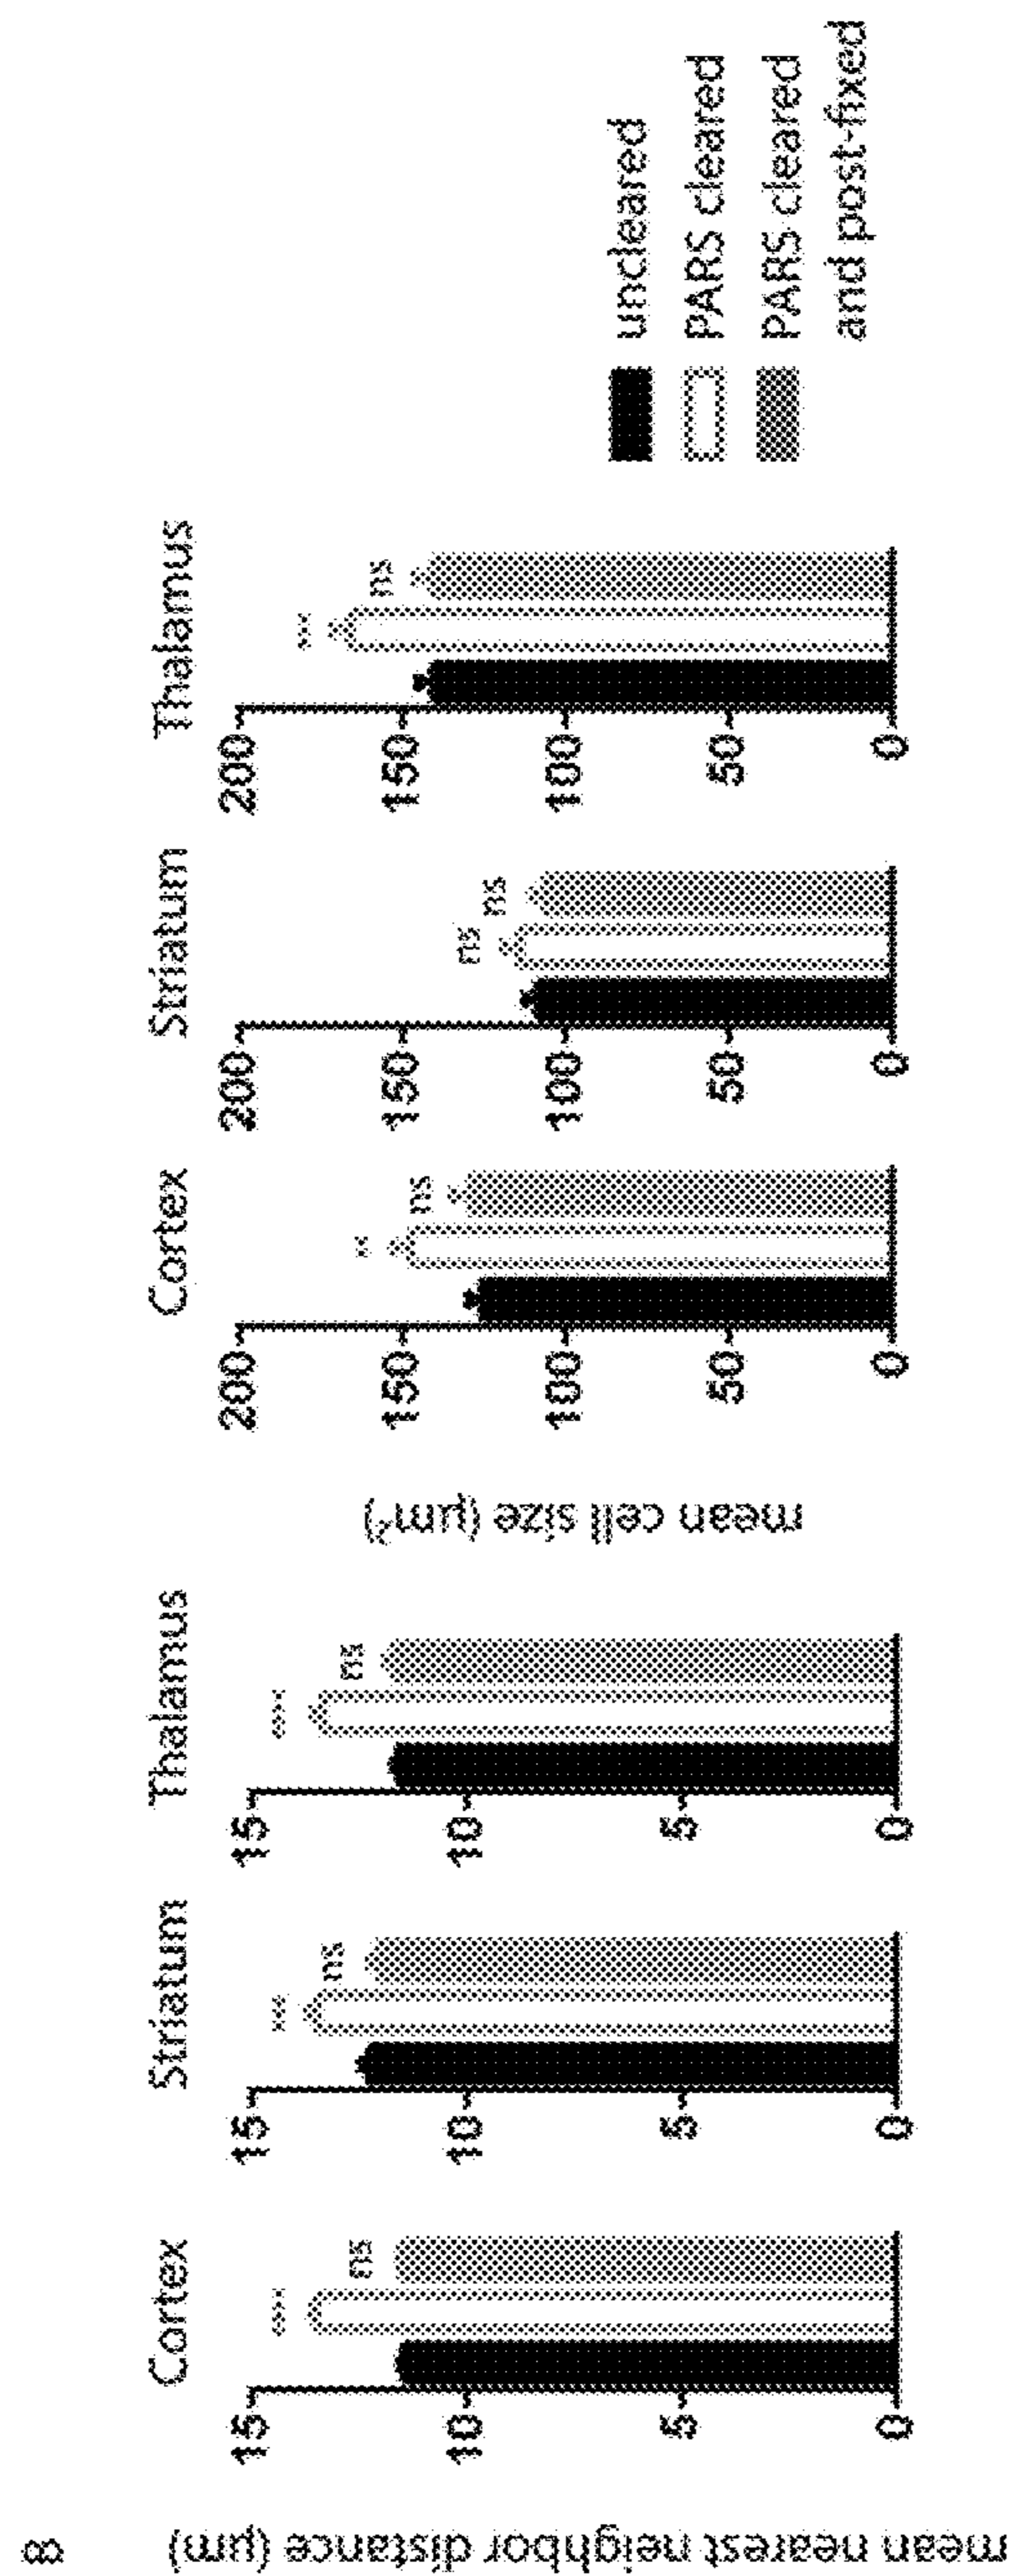 8
mean nearest neighbor distance (µm)
Cortex
15
10
5
0
ns
Striatum
15
10
5
0
ns
Thalamus
15
10
5
0
ns
mean cell size (µm²)
Cortex
200
150
100
50
0
ns
Striatum
200
150
100
50
0
ns
ns
Thalamus
200
150
100
50
0
ns
uncleared
PARS cleared
PARS cleared
and post-fixed